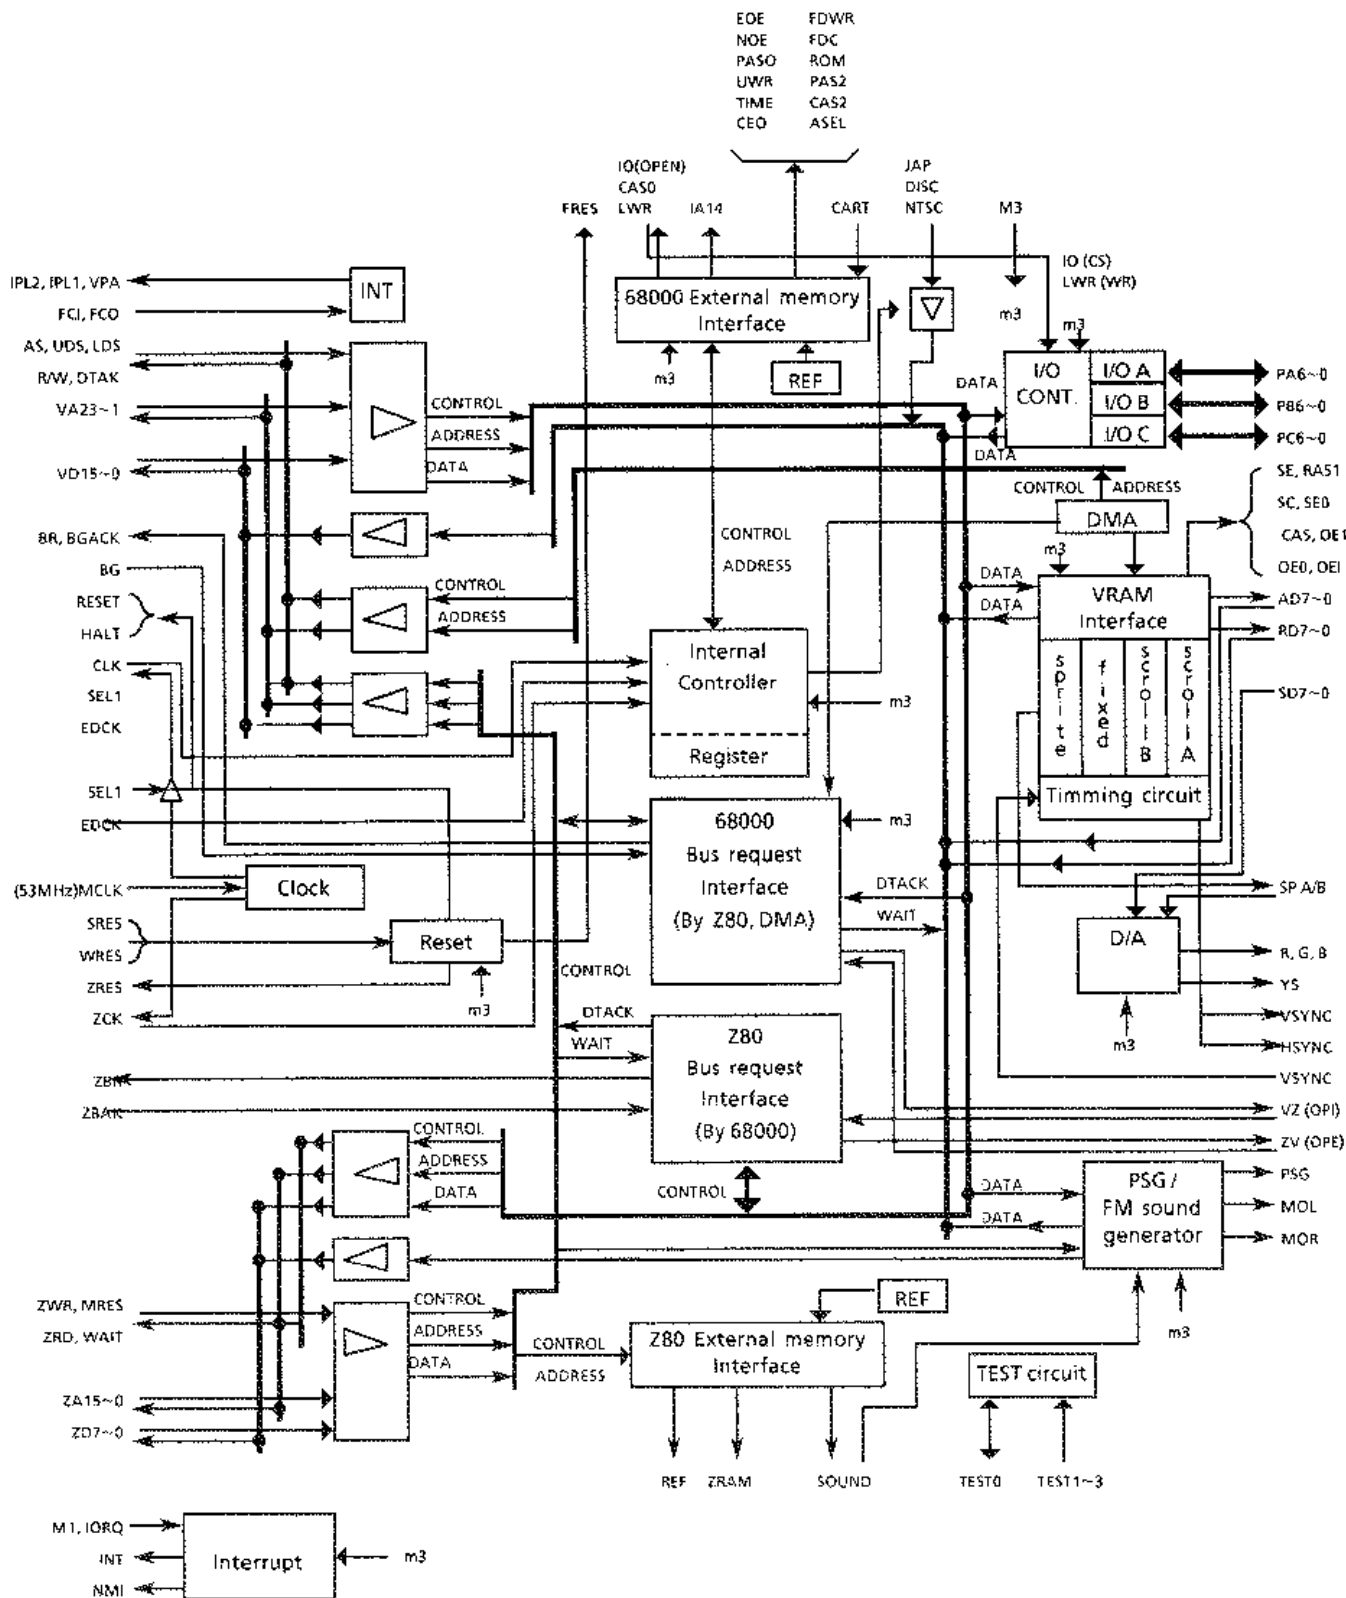 EOE FDWR
NOE FDC
PASO ROM
UWR PAS2
TIME CAS2
CEO ASEL
IO(OPEN)
CAS0
LWR
FRES
IA14
CART
JAP
DISC
NTSC
M3
IO (CS)
LWR (WR)
m3
m3
IPL2, IPL1, VPA
INT
FCI, FCO
68000 External memory
Interface
m3
REF
AS, UDS, LDS
R/W, DTAK
VA23~1
VD15~0
CONTROL
ADDRESS
DATA
DATA
I/O
CONT.
I/O A
I/O B
I/O C
DATA
PA6~0
PB6~0
PC6~0
CONTROL ADDRESS
DMA
SE, RAS1
SC, SE0
CAS, OE1
OE0, OEI
BR, BGACK
BG
RESET
HALT
CLK
SEL1
EDCK
CONTROL
ADDRESS
CONTROL
ADDRESS
m3
DATA
DATA
VRAM
Interface
sprite
fixed
scroll B
scroll A
Timming circuit
AD7~0
RD7~0
SD7~0
Internal
Controller
Register
m3
SEL1
EDCK
(53MHz)MCLK
Clock
68000
Bus request
Interface
(By Z80, DMA)
m3
DTACK
WAIT
SRES
WRES
Reset
m3
ZRES
ZCK
CONTROL
SP A/B
D/A
m3
R, G, B
YS
VSYNC
HSYNC
VSYNC
VZ (OPI)
ZV (OPE)
DTACK
WAIT
Z80
Bus request
Interface
(By 68000)
ZBAK
CONTROL
ADDRESS
DATA
CONTROL
DATA
DATA
PSG /
FM sound
generator
m3
PSG
MOL
MOR
ZWR, MRES
ZRD, WAIT
ZA15~0
ZD7~0
CONTROL
ADDRESS
DATA
CONTROL
ADDRESS
REF
Z80 External memory
Interface
REF
ZRAM
SOUND
TEST circuit
TEST0
TEST1~3
M1, IORQ
INT
NMI
Interrupt
m3